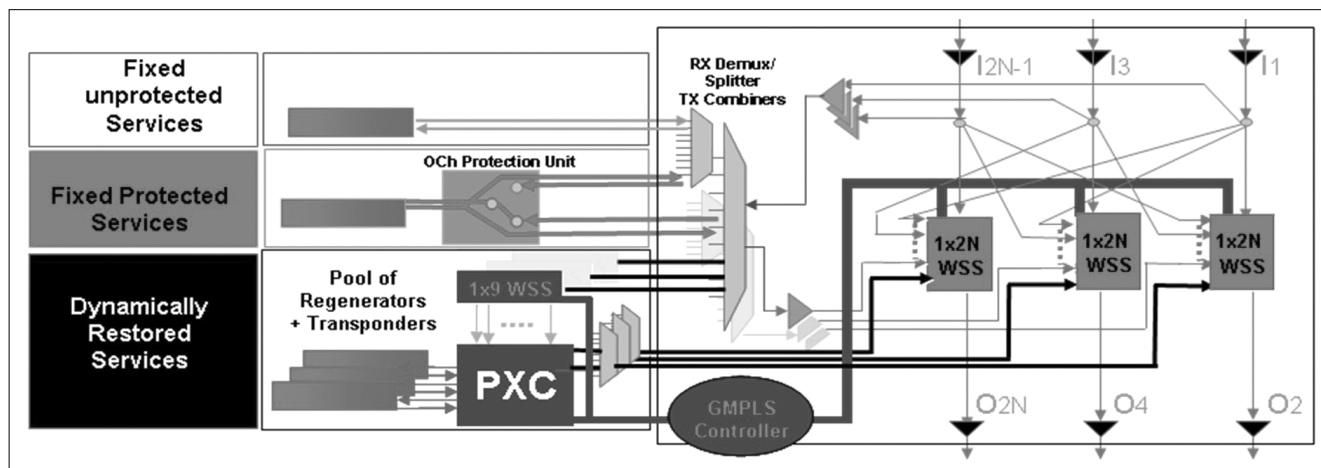 Fixed
unprotected
Services
Fixed Protected
Services
Dynamically
Restored
Services
OCh Protection Unit
Pool of
Regenerators
+ Transponders
1x9 WSS
PXC
GMPLS
Controller
RX Demux/
Splitter
TX Combiners
I2N-1
I3
I1
1x2N
WSS
1x2N
WSS
1x2N
WSS
O2N
O4
O2